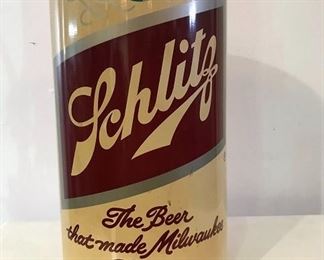 Schlitz
The Beer
that made Milwaukee